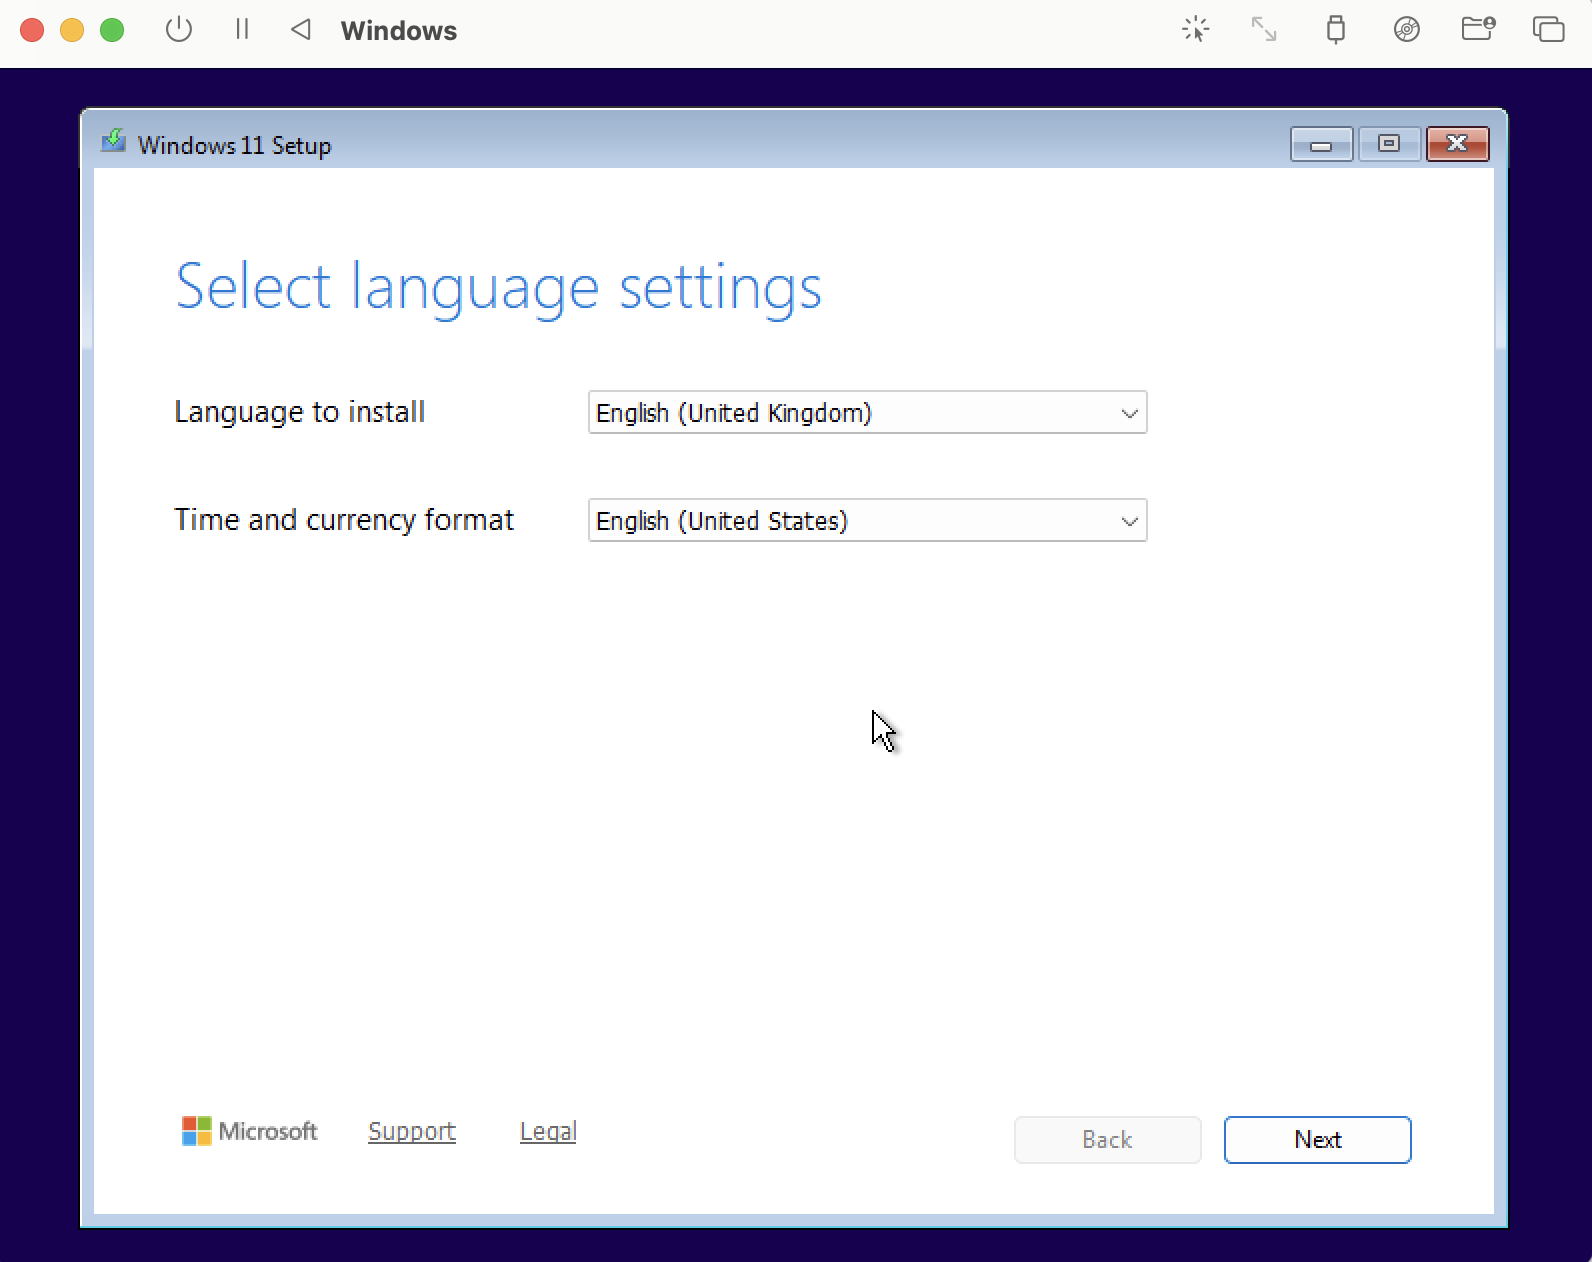 Windows
Windows 11 Setup
Select language settings
Language to install
English (United Kingdom)
Time and currency format
English (United States)
Microsoft
Support
Legal
Back
Next